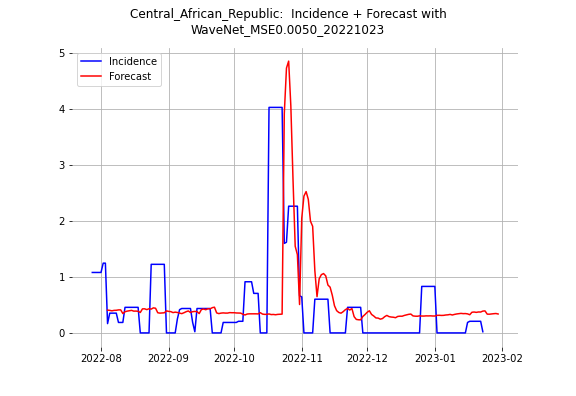 Central_African_Republic: Incidence + Forecast with
WaveNet_MSE0.0050_20221023
Incidence
Forecast
5
4
3
2
1
0
2022-08 2022-09 2022-10 2022-11 2022-12 2023-01 2023-02